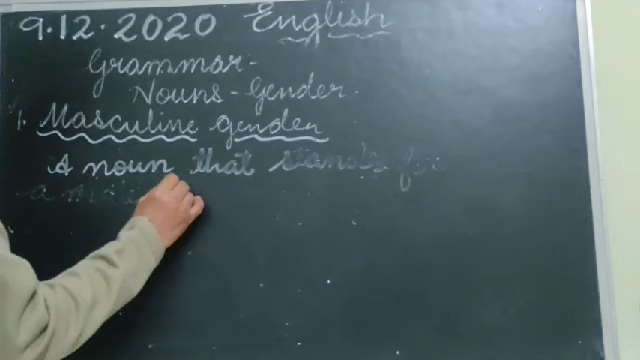 9.12.2020 English
Grammar-
Nouns - Gender.
1. Masculine gender
A noun that stands for
a